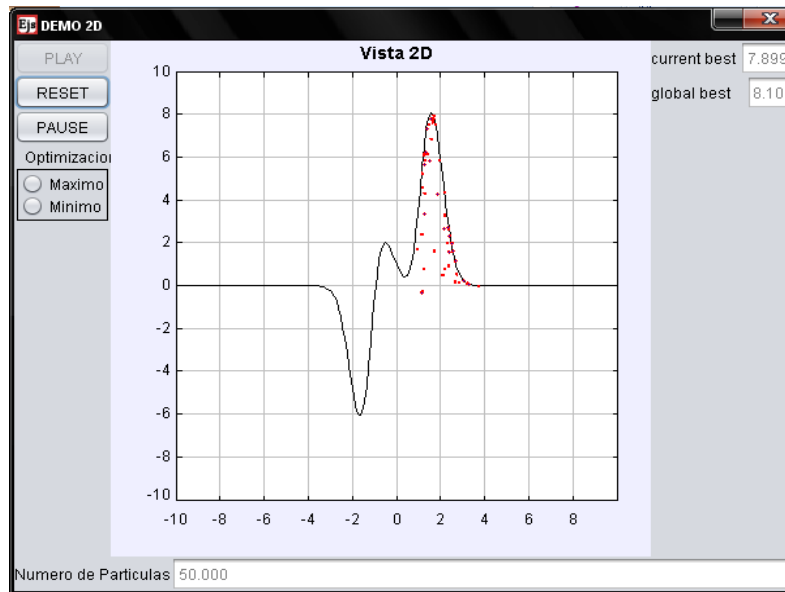 Ejs DEMO 2D
PLAY
RESET
PAUSE
Optimizacion
Maximo
Minimo
Vista 2D
10
8
6
4
2
0
-2
-4
-6
-8
-10
-10 -8 -6 -4 -2 0 2 4 6 8
current best 7.899
global best 8.10
Numero de Particulas 50.000